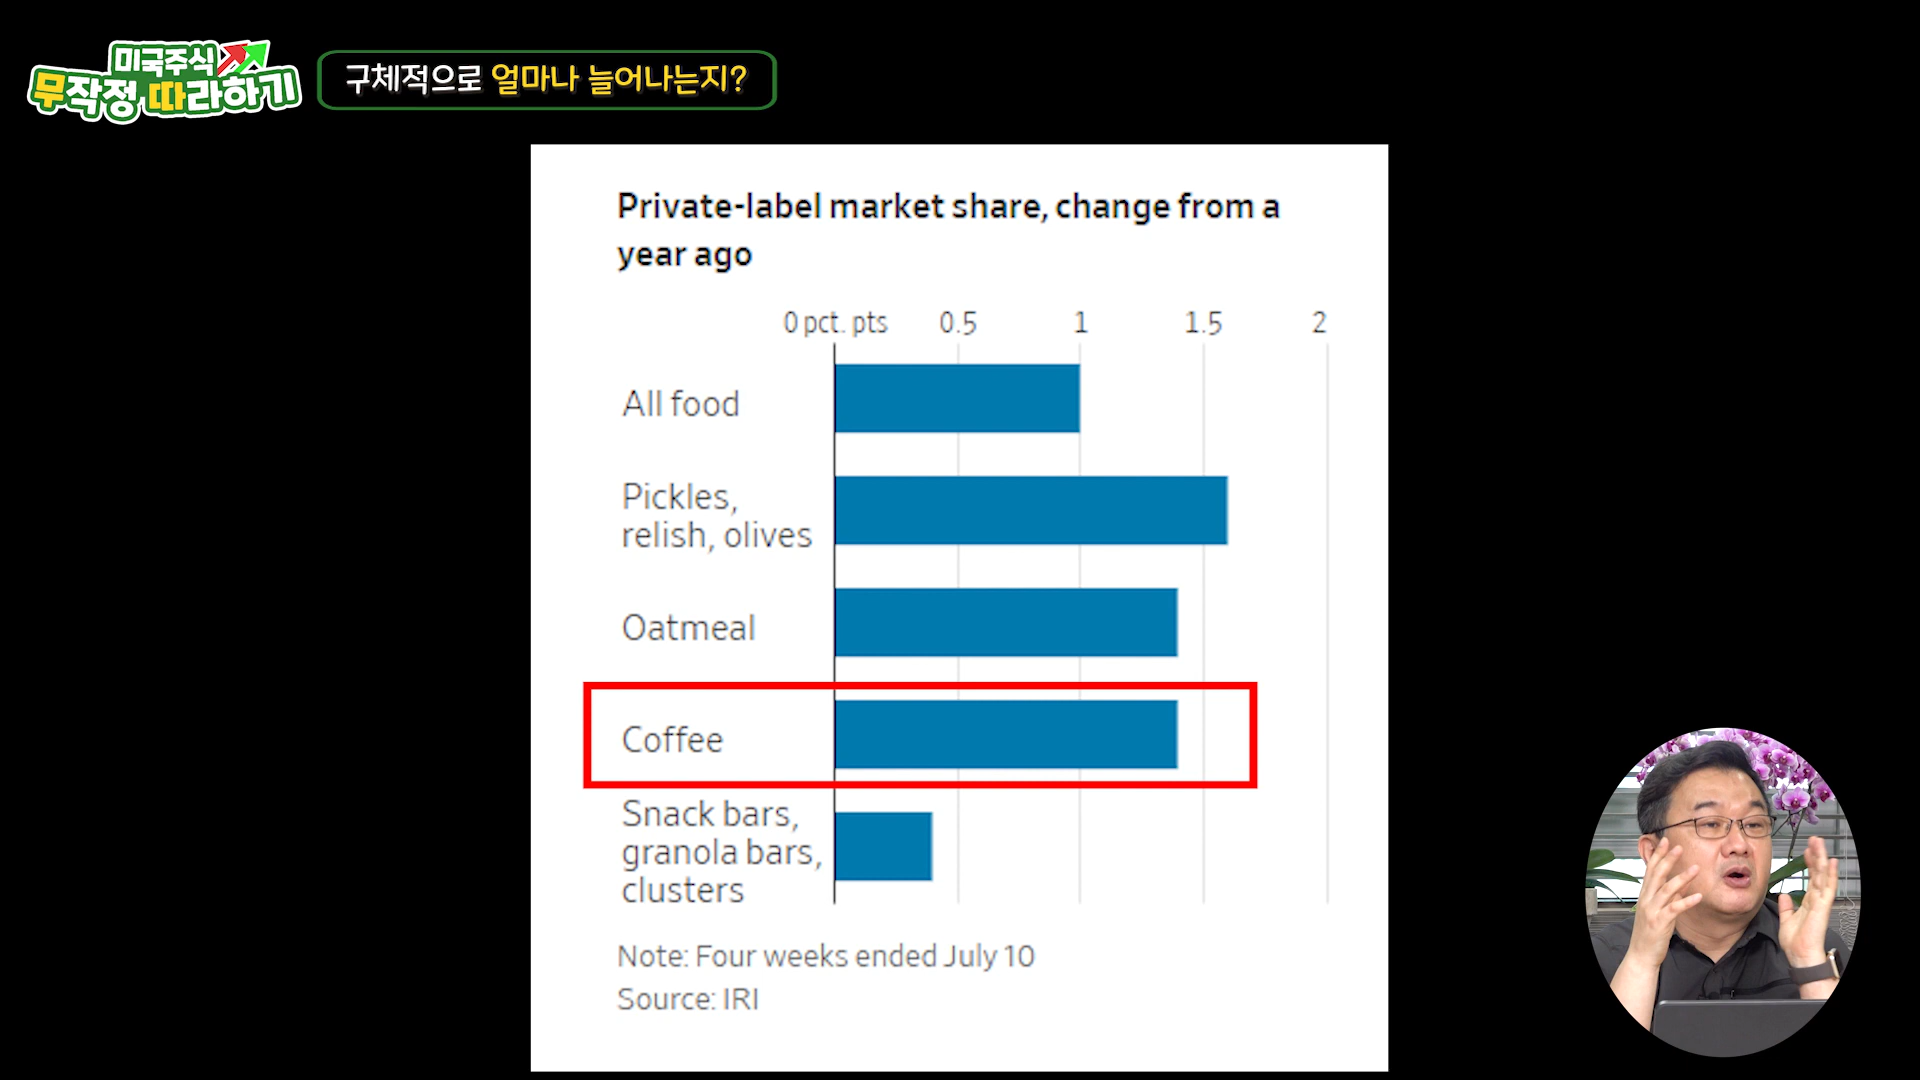 미국주식
무작정 따라하기
구체적으로 얼마나 늘어나는지?
Private-label market share, change from a
year ago
0 pct. pts 0.5 1 1.5 2
All food
Pickles,
relish, olives
Oatmeal
Coffee
Snack bars,
granola bars,
clusters
Note: Four weeks ended July 10
Source: IRI